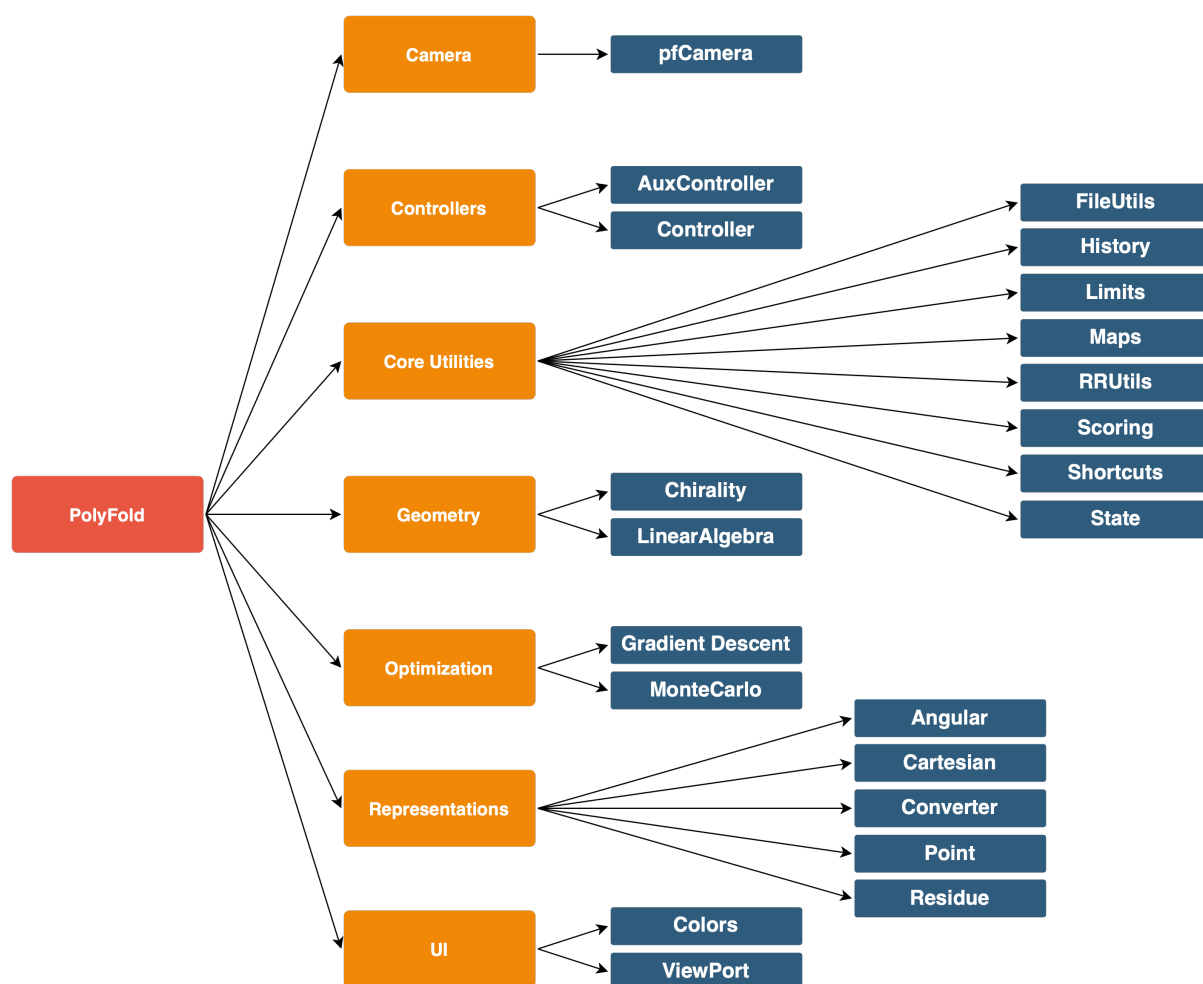 PolyFold
Camera
pfCamera
Controllers
AuxController
Controller
Core Utilities
FileUtils
History
Limits
Maps
RRUtils
Scoring
Shortcuts
State
Geometry
Chirality
LinearAlgebra
Optimization
Gradient Descent
MonteCarlo
Representations
Angular
Cartesian
Converter
Point
Residue
UI
Colors
ViewPort